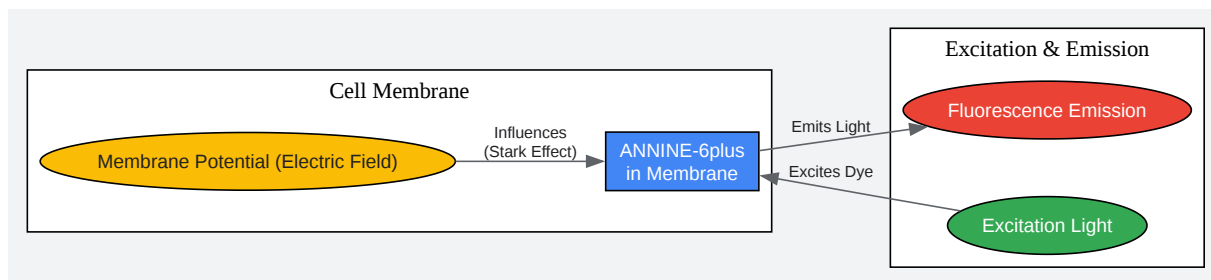 Cell Membrane
Membrane Potential (Electric Field)
Influences
(Stark Effect)
ANNINE-6plus
in Membrane
Emits Light
Excites Dye
Excitation & Emission
Fluorescence Emission
Excitation Light